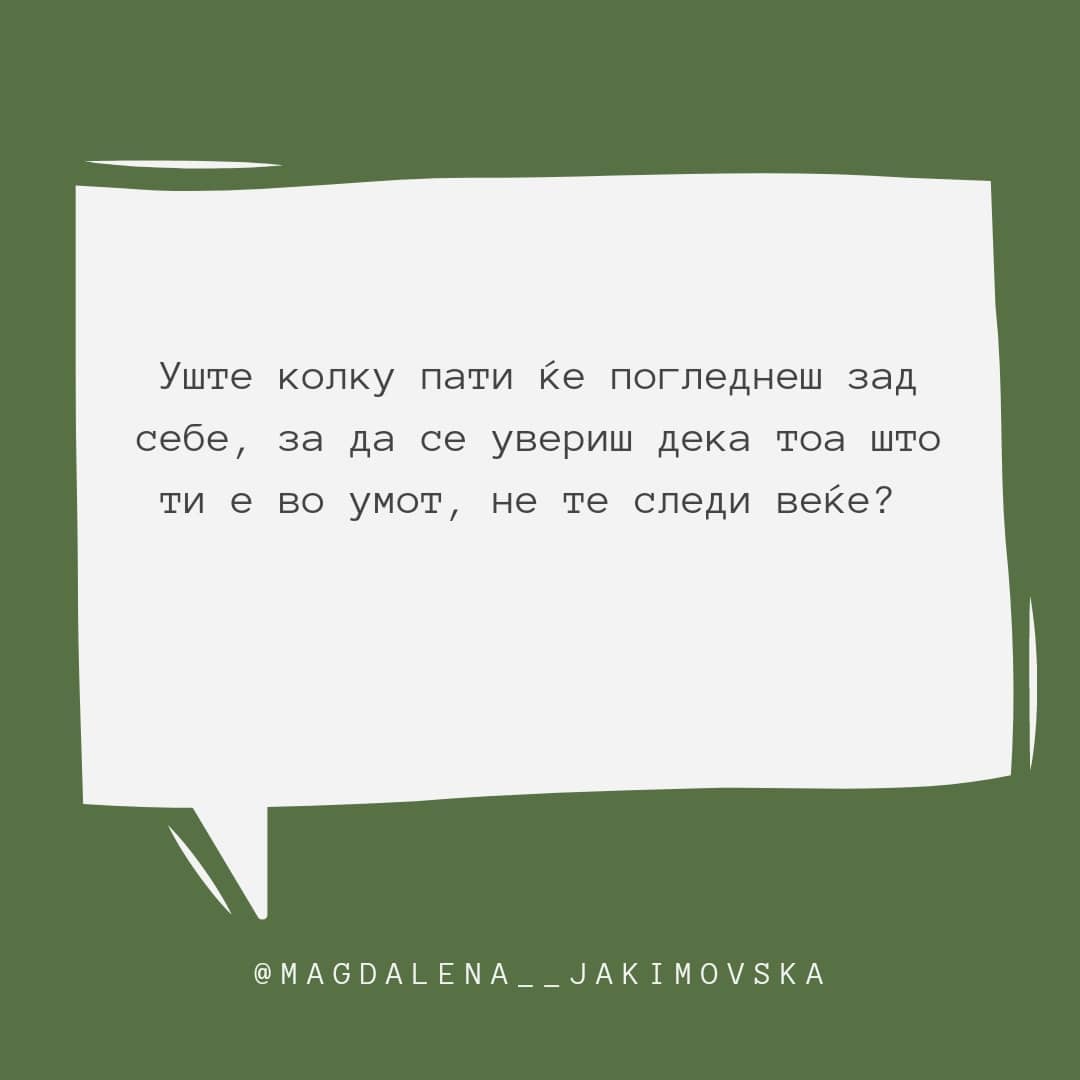 Уште колку пати ќе погледнеш зад
себе, за да се увериш дека тоа што
ти е во умот, не те следи веќе?
@MAGDALENA__JAKIMOVSKA